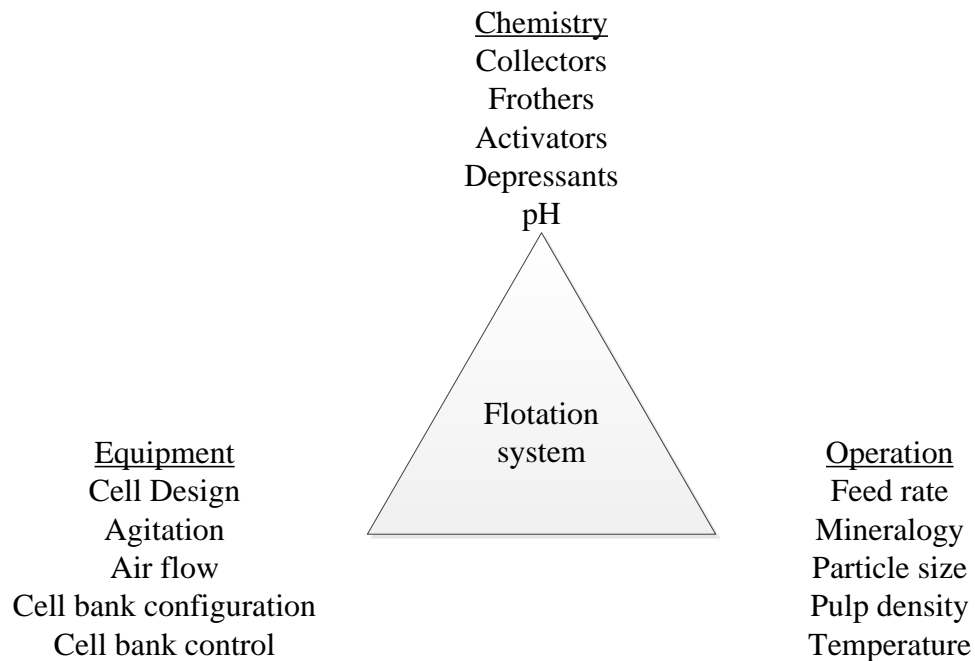 Chemistry
Collectors
Frothers
Activators
Depressants
pH
Flotation
system
Equipment
Cell Design
Agitation
Air flow
Cell bank configuration
Cell bank control
Operation
Feed rate
Mineralogy
Particle size
Pulp density
Temperature